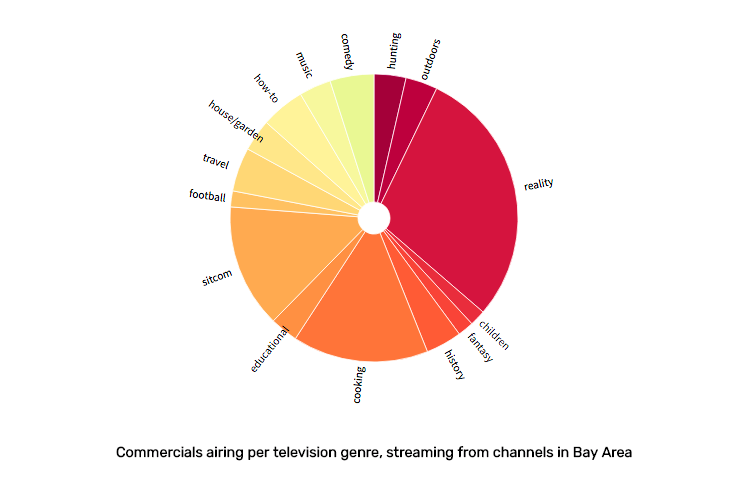 hunting
outdoors
reality
children
fantasy
history
cooking
educational
sitcom
football
travel
house/garden
how-to
music
comedy
Commercials airing per television genre, streaming from channels in Bay Area